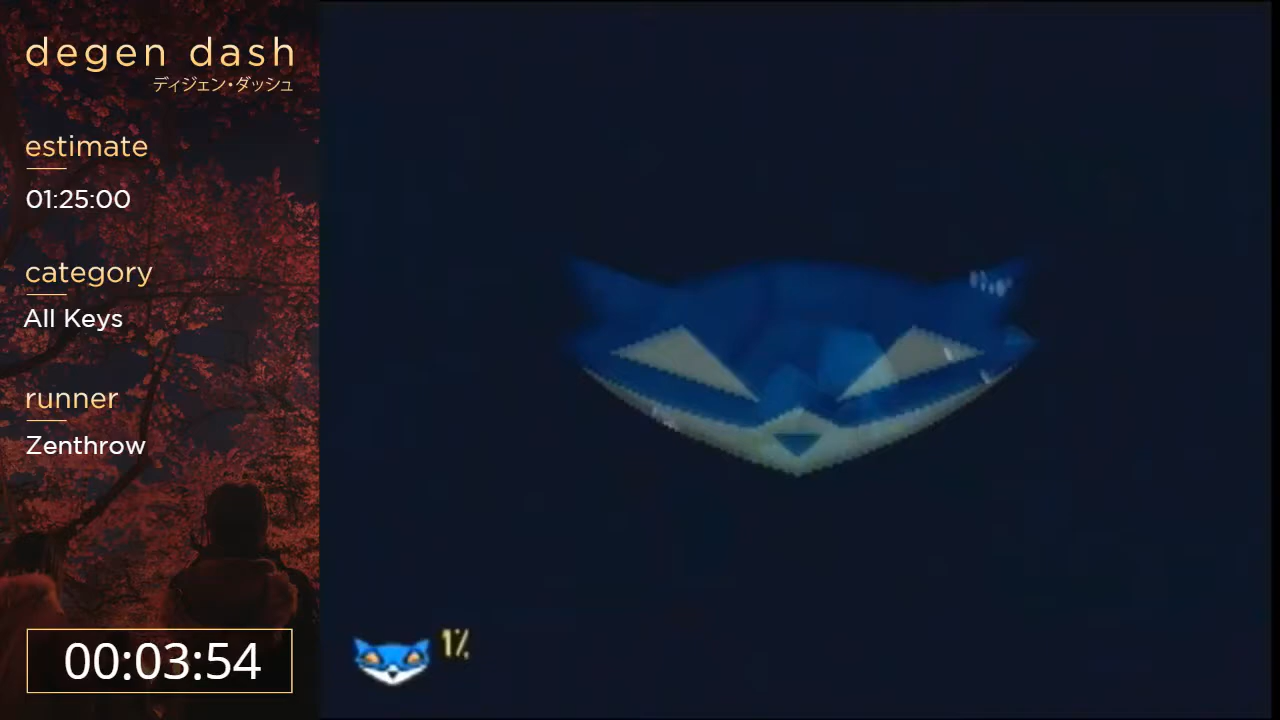 degen dash
ディジェン・ダッシュ
estimate
01:25:00
category
All Keys
runner
Zenthrow
00:03:54
1%